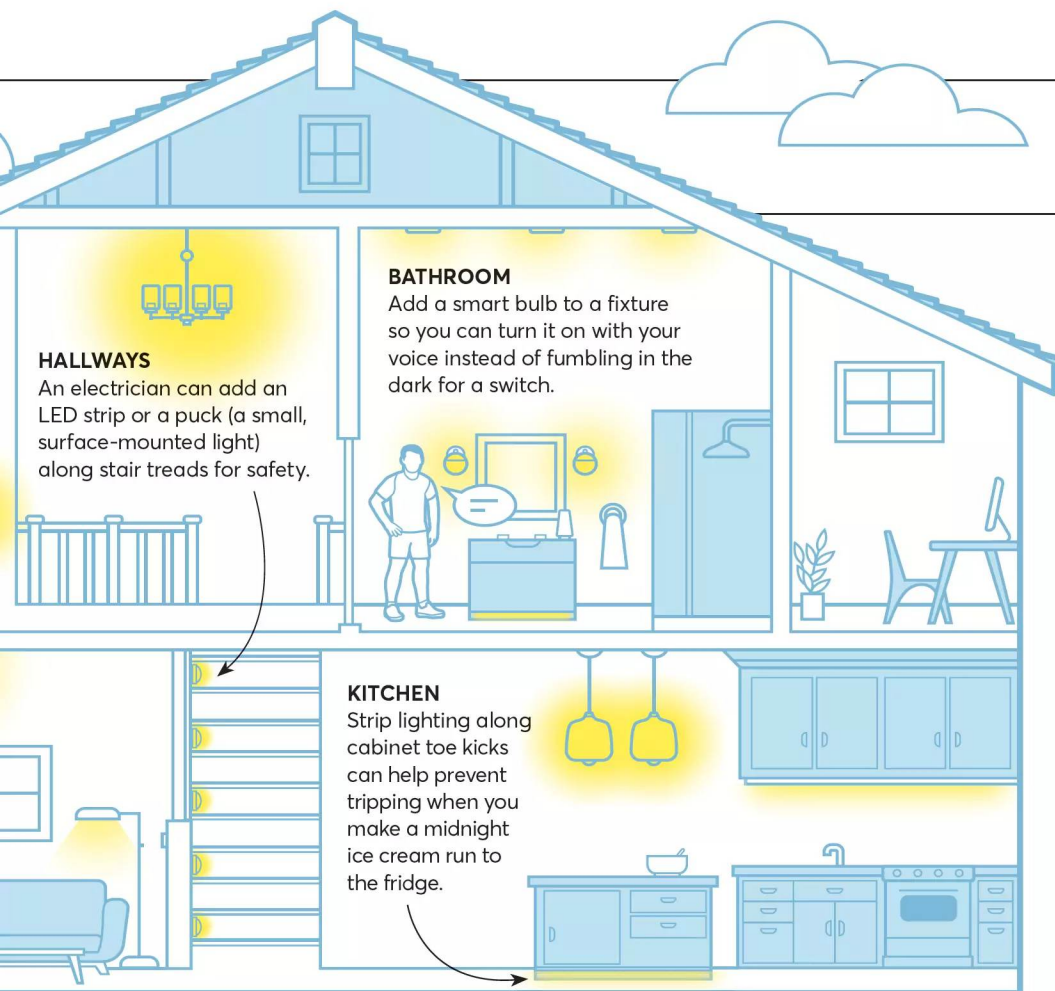 HALLWAYS
An electrician can add an
LED strip or a puck (a small,
surface-mounted light)
along stair treads for safety.
BATHROOM
Add a smart bulb to a fixture
so you can turn it on with your
voice instead of fumbling in the
dark for a switch.
KITCHEN
Strip lighting along
cabinet toe kicks
can help prevent
tripping when you
make a midnight
ice cream run to
the fridge.